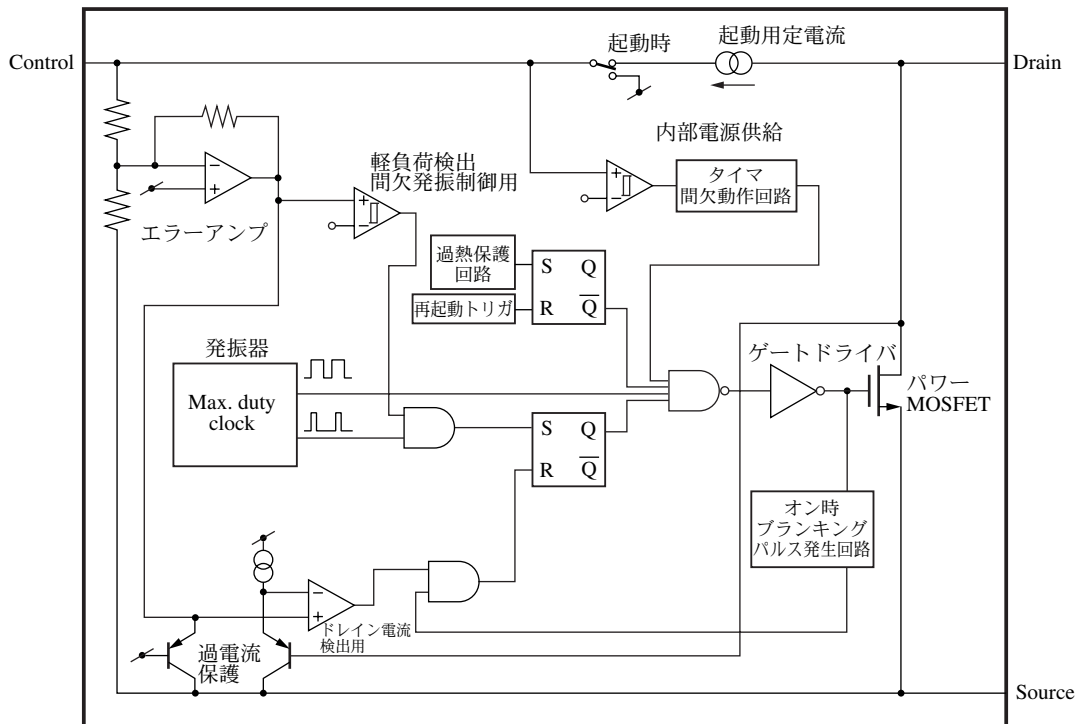 起動時
起動用定電流
Control
Drain
内部電源供給
軽負荷検出
間欠発振制御用
タイマ
間欠動作回路
−
+
+
−
+
−
エラーアンプ
過熱保護
回路
S Q
R Q
再起動トリガ
発振器
Max. duty
clock
ゲートドライバ
パワー
MOSFET
S Q
R Q
オン時
ブランキング
パルス発生回路
−
+
ドレイン電流
検出用
過電流
保護
Source